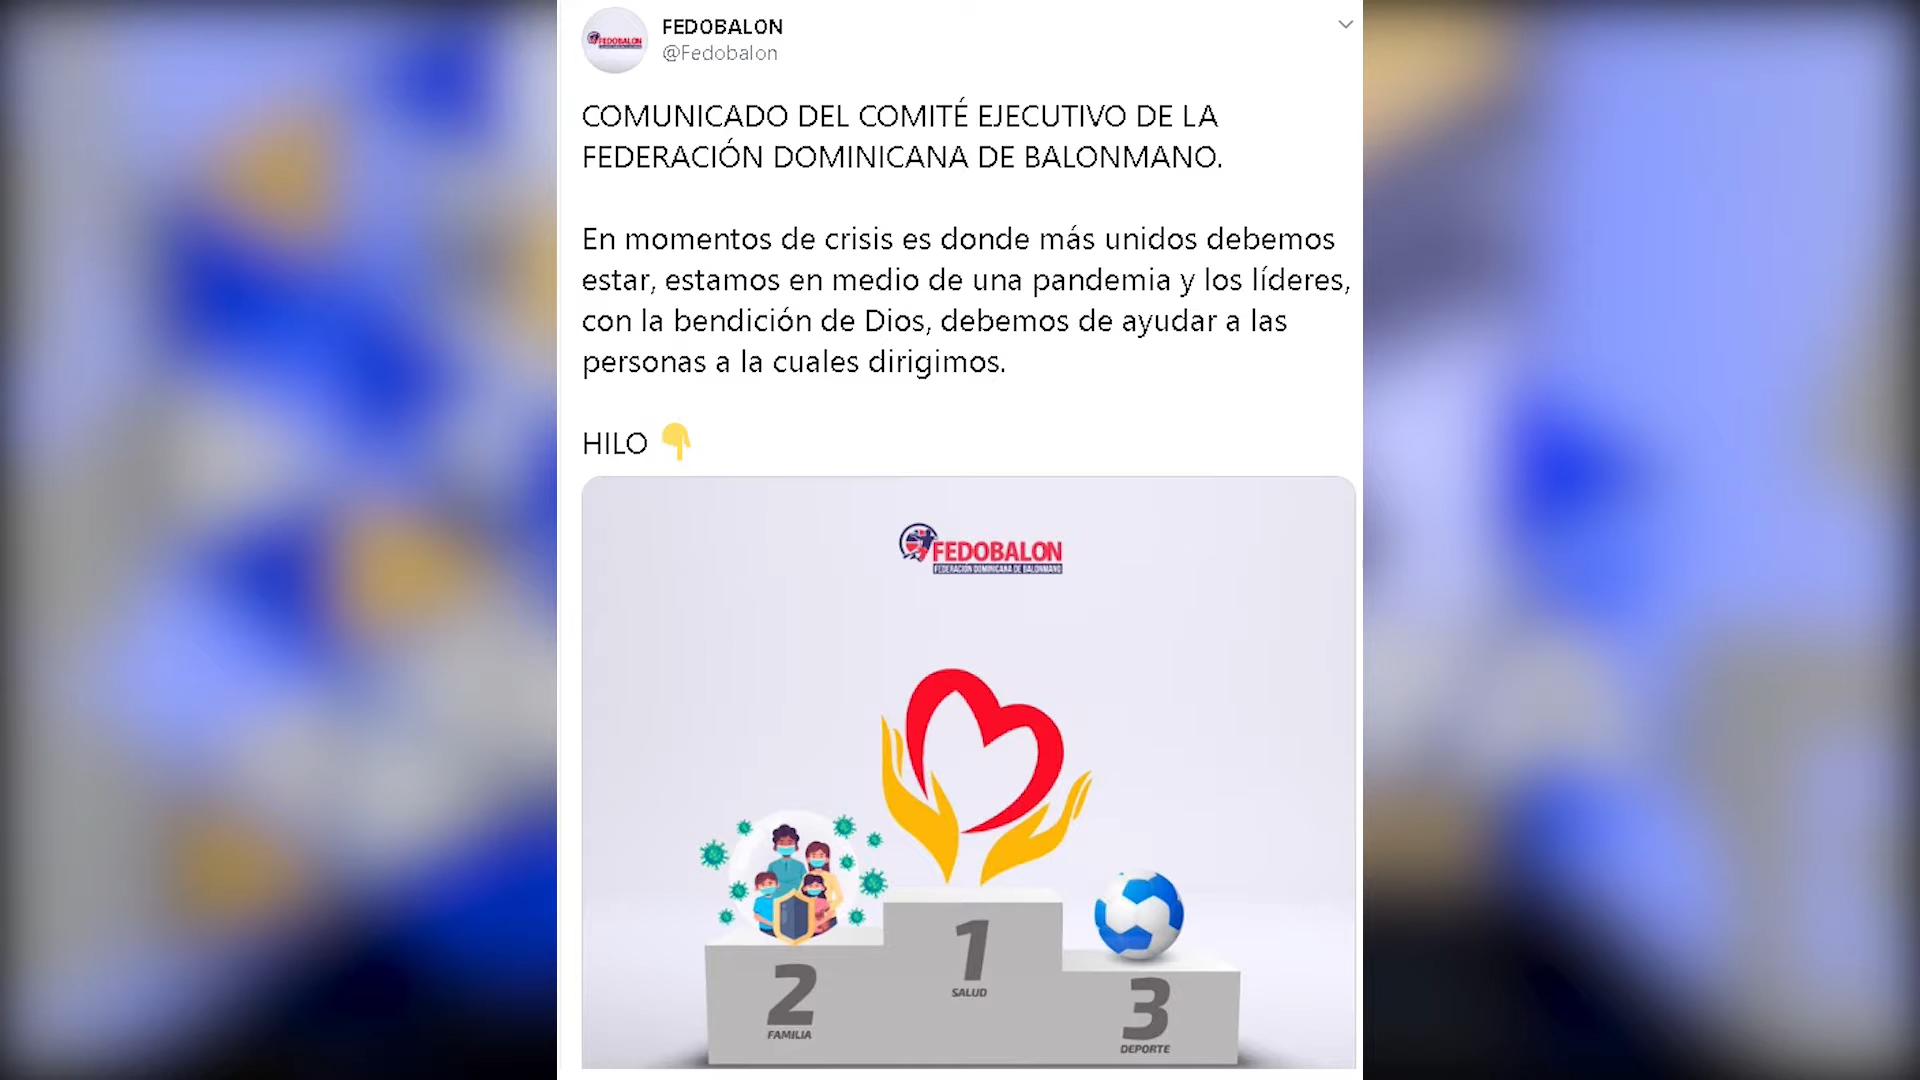 FEDOBALON
FEDOBALON
@Fedobalon
COMUNICADO DEL COMITÉ EJECUTIVO DE LA
FEDERACIÓN DOMINICANA DE BALONMANO.
En momentos de crisis es donde más unidos debemos
estar, estamos en medio de una pandemia y los líderes,
con la bendición de Dios, debemos de ayudar a las
personas a la cuales dirigimos.
HILO
FEDOBALON
FEDERACIÓN DOMINICANA DE BALONMANO
1
SALUD
2
FAMILIA
3
DEPORTE